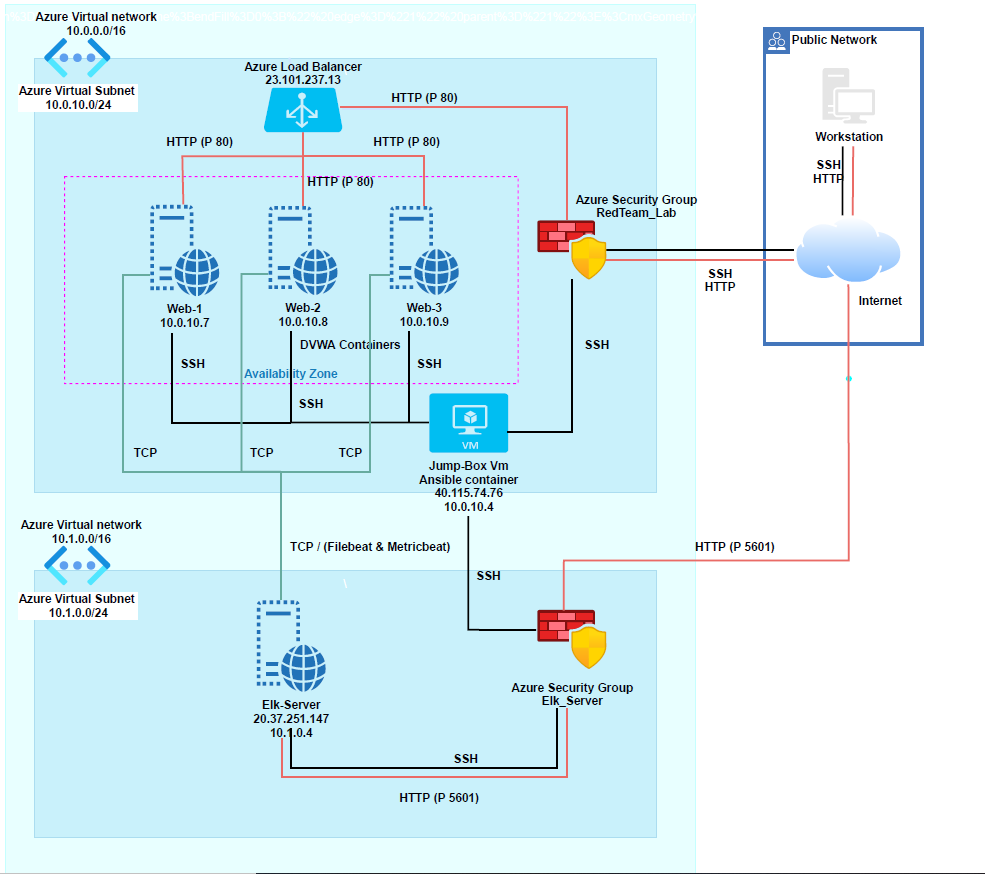 Azure Virtual network
10.0.0.0/16
Azure Virtual Subnet
10.0.10.0/24
Azure Load Balancer
23.101.237.13
HTTP (P 80)
HTTP (P 80)
HTTP (P 80)
HTTP (P 80)
Public Network
Workstation
SSH
HTTP
Azure Security Group
RedTeam_Lab
SSH
HTTP
Internet
Web-1
10.0.10.7
Web-2
10.0.10.8
Web-3
10.0.10.9
DVWA Containers
SSH
SSH
SSH
SSH
Availability Zone
TCP
TCP
TCP
VM
Jump-Box Vm
Ansible container
40.115.74.76
10.0.10.4
Azure Virtual network
10.1.0.0/16
Azure Virtual Subnet
10.1.0.0/24
TCP / (Filebeat & Metricbeat)
HTTP (P 5601)
SSH
\
Azure Security Group
Elk_Server
Elk-Server
20.37.251.147
10.1.0.4
SSH
HTTP (P 5601)